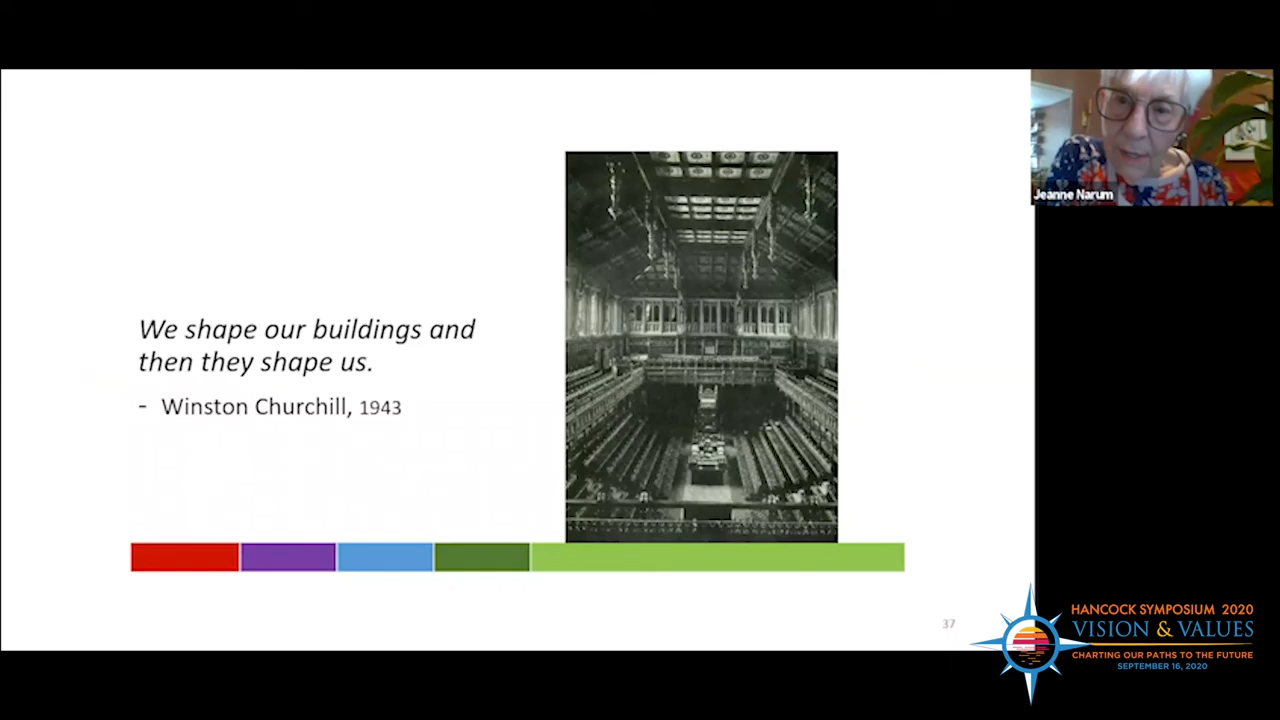 We shape our buildings and
then they shape us.
- Winston Churchill, 1943
37
Jeanne Narum
HANCOCK SYMPOSIUM 2020
VISION & VALUES
CHARTING OUR PATHS TO THE FUTURE
SEPTEMBER 16, 2020